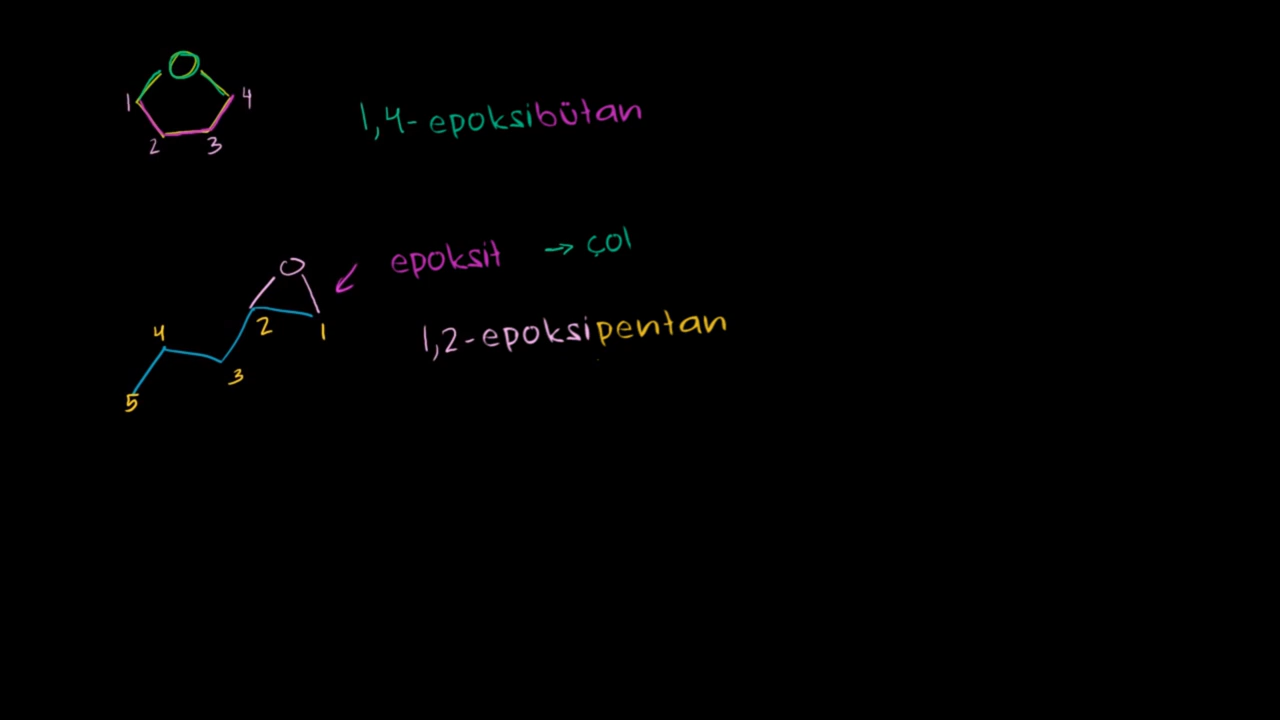 O
1
4
2
3
1,4-epoksibütan
O
epoksit → çol
4
2
1
1,2-epoksipentan
3
5